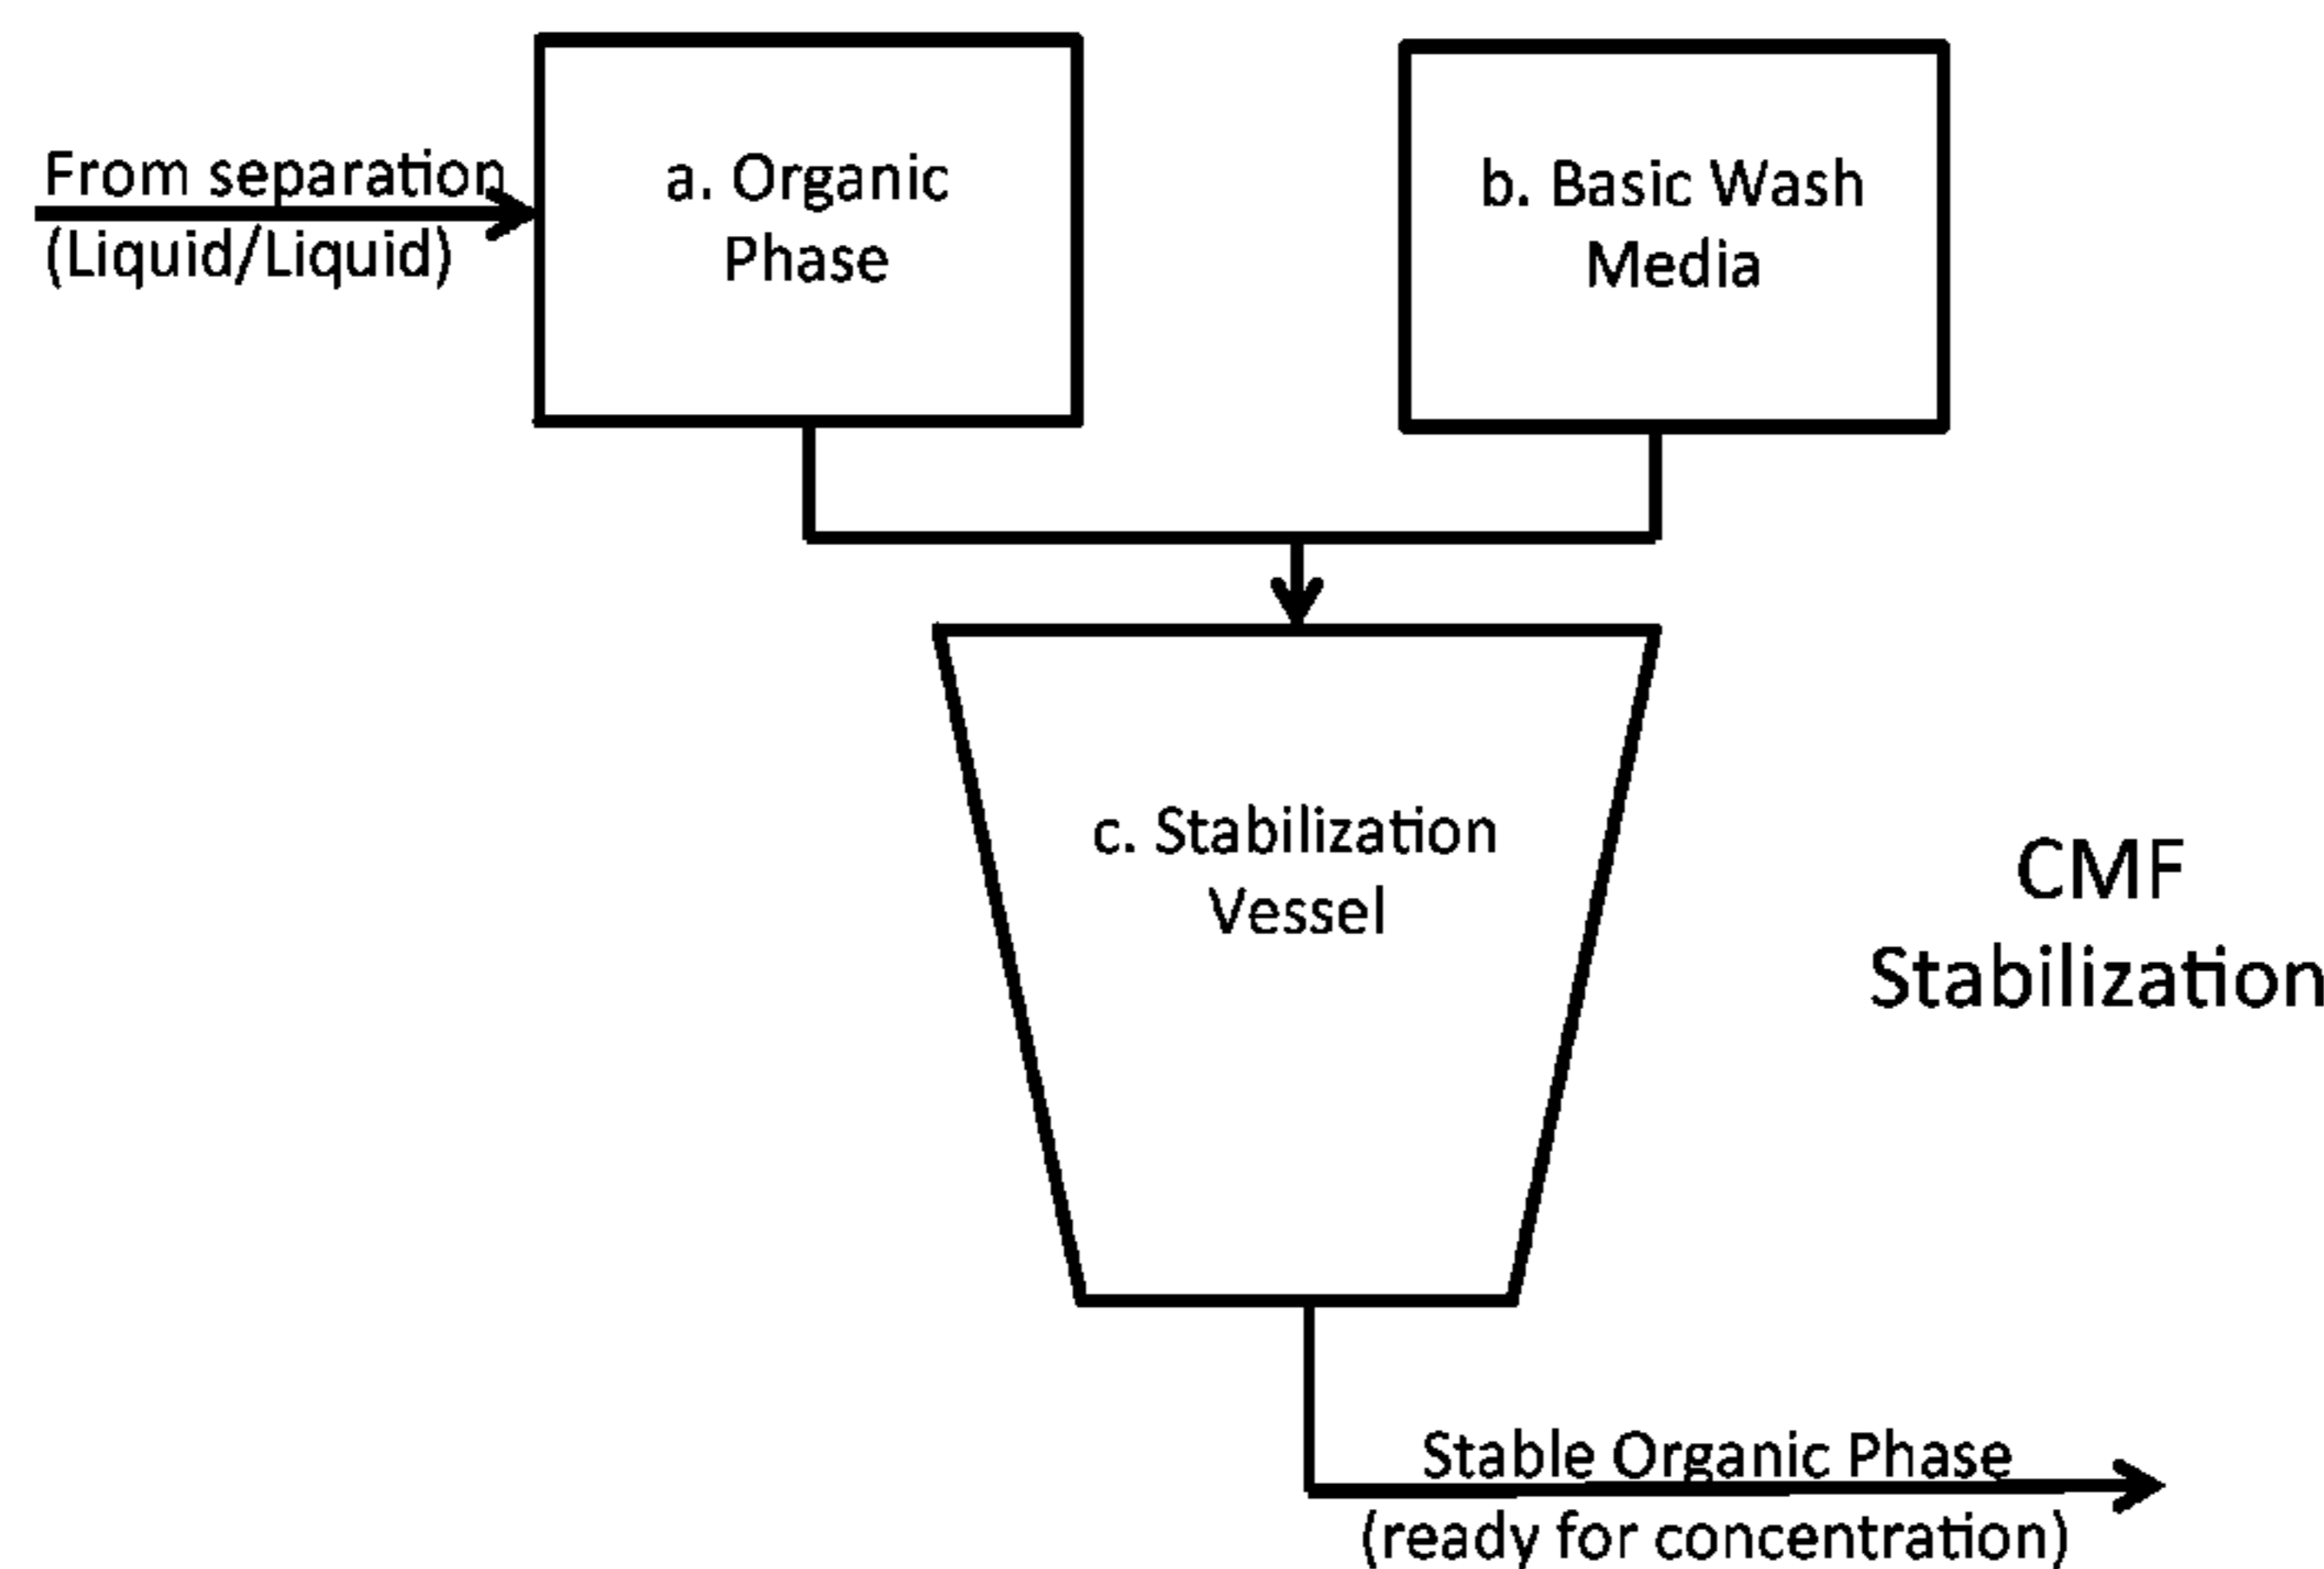 From separation
(Liquid/Liquid)
a. Organic
Phase
b. Basic Wash
Media
c. Stabilization
Vessel
CMF
Stabilization
Stable Organic Phase
(ready for concentration)